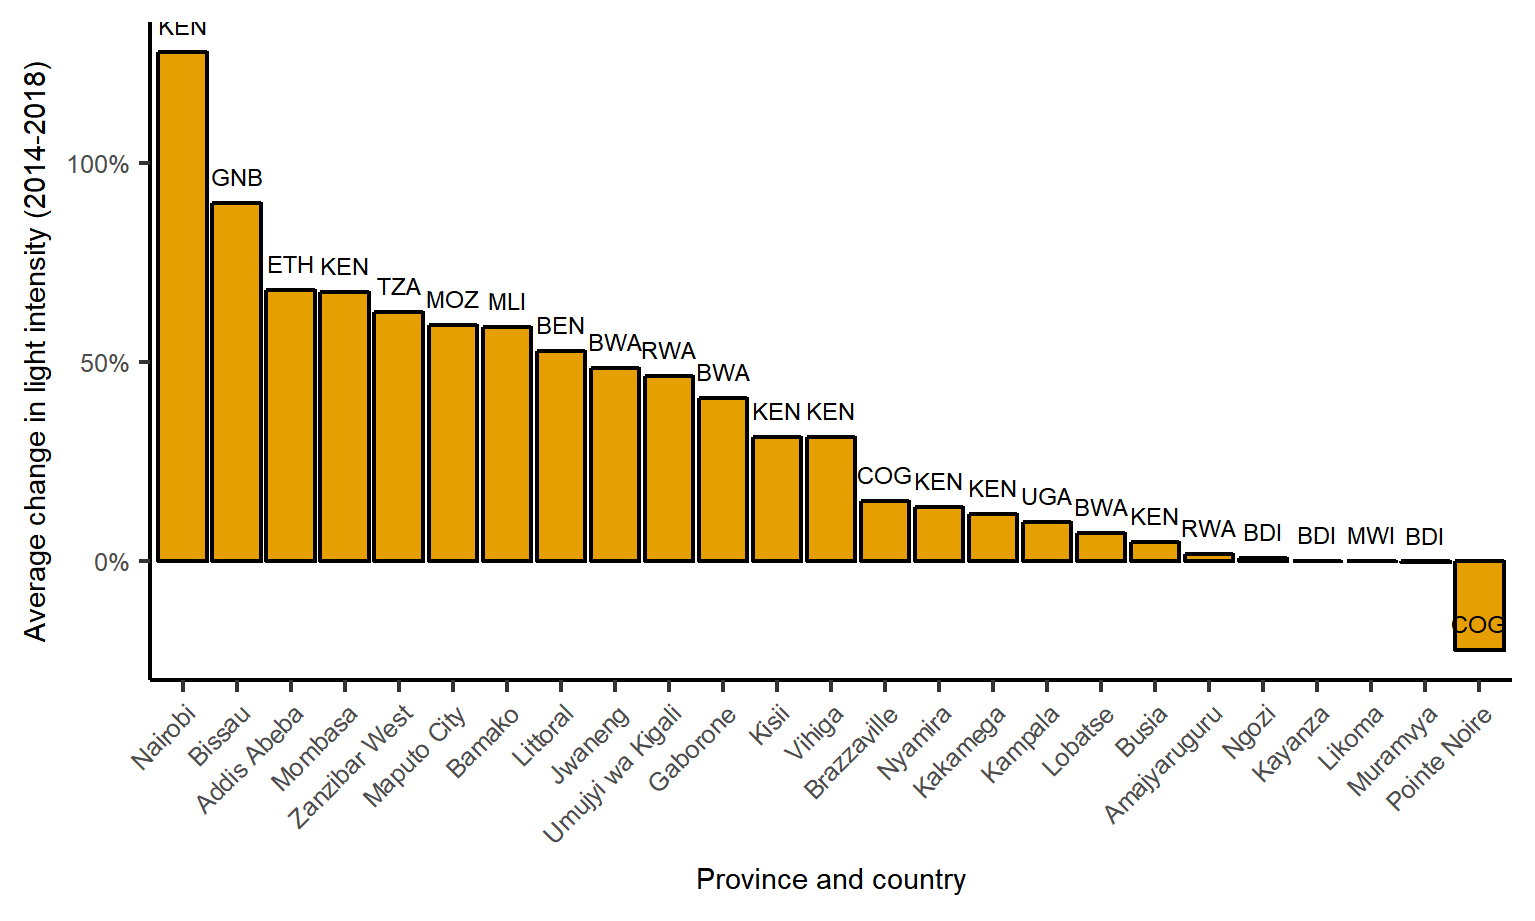 KEN
GNB
ETH KEN
TZA
MOZ MLI
BEN
BWA RWA
BWA
KEN KEN
COG KEN KEN UGA BWA KEN RWA BDI BDI MWI BDI
COG
Average change in light intensity (2014-2018)
100%
50%
0%
Nairobi
Bissau
Addis Abeba
Mombasa
Zanzibar West
Maputo City
Bamako
Littoral
Jwaneng
Umujyi wa Kigali
Gaborone
Kisii
Vihiga
Brazzaville
Nyamira
Kakamega
Kampala
Lobatse
Busia
Amajyaruguru
Ngozi
Kayanza
Likoma
Muramvya
Pointe Noire
Province and country